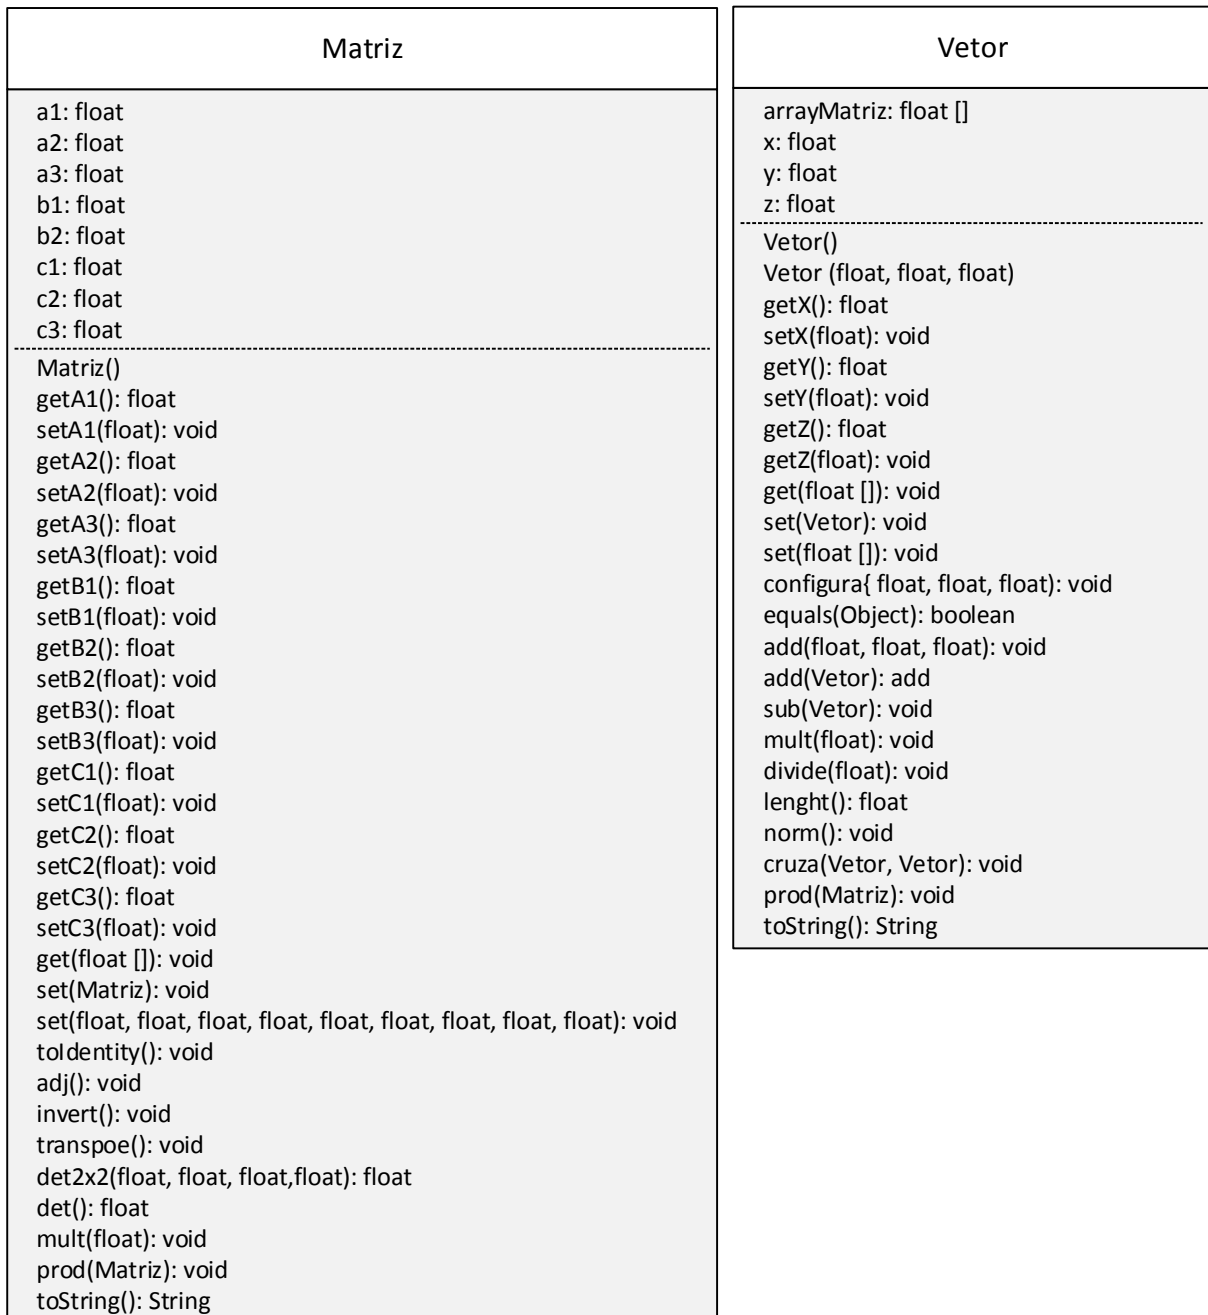 Matriz
a1: float
a2: float
a3: float
b1: float
b2: float
c1: float
c2: float
c3: float
Matriz()
getA1(): float
setA1(float): void
getA2(): float
setA2(float): void
getA3(): float
setA3(float): void
getB1(): float
setB1(float): void
getB2(): float
setB2(float): void
getB3(): float
setB3(float): void
getC1(): float
setC1(float): void
getC2(): float
setC2(float): void
getC3(): float
setC3(float): void
get(float []): void
set(Matriz): void
set(float, float, float, float, float, float, float, float, float): void
toIdentity(): void
adj(): void
invert(): void
transpoe(): void
det2x2(float, float, float,float): float
det(): float
mult(float): void
prod(Matriz): void
toString(): String
Vetor
arrayMatriz: float []
x: float
y: float
z: float
Vetor()
Vetor (float, float, float)
getX(): float
setX(float): void
getY(): float
setY(float): void
getZ(): float
getZ(float): void
get(float []): void
set(Vetor): void
set(float []): void
configura{ float, float, float): void
equals(Object): boolean
add(float, float, float): void
add(Vetor): add
sub(Vetor): void
mult(float): void
divide(float): void
lenght(): float
norm(): void
cruza(Vetor, Vetor): void
prod(Matriz): void
toString(): String